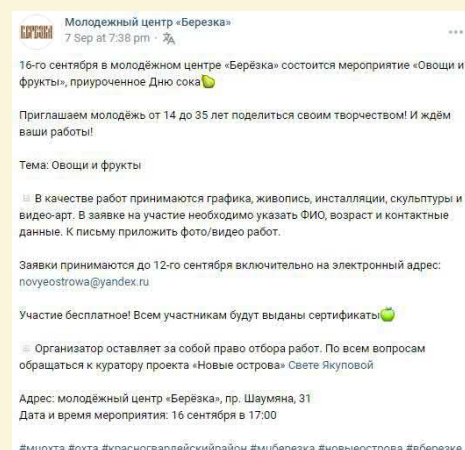 БЕРЕЗКА
Молодежный центр «Березка»
7 Sep at 7:38 pm ·
16-го сентября в молодёжном центре «Берёзка» состоится мероприятие «Овощи и
фрукты», приуроченное Дню сока
Приглашаем молодёжь от 14 до 35 лет поделиться своим творчеством! И ждём
ваши работы!
Тема: Овощи и фрукты
В качестве работ принимаются графика, живопись, инсталляции, скульптуры и
видео-арт. В заявке на участие необходимо указать ФИО, возраст и контактные
данные. К письму приложить фото/видео работ.
Заявки принимаются до 12-го сентября включительно на электронный адрес:
novyeostrowa@yandex.ru
Участие бесплатное! Всем участникам будут выданы сертификаты
Организатор оставляет за собой право отбора работ. По всем вопросам
обращаться к куратору проекта «Новые острова» Свете Якуповой
Адрес: молодёжный центр «Берёзка», пр. Шаумяна, 31
Дата и время мероприятия: 16 сентября в 17:00
#мцохта #охта #красногвардейскийрайон #мцберезка #новыеострова #вберезке